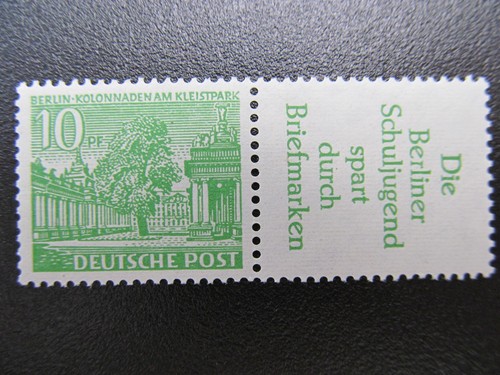 BERLIN-KOLONNADEN AM KLEISTPARK
10 PF
DEUTSCHE POST
Die
Berliner
Schuljugend
spart
durch
Briefmarken